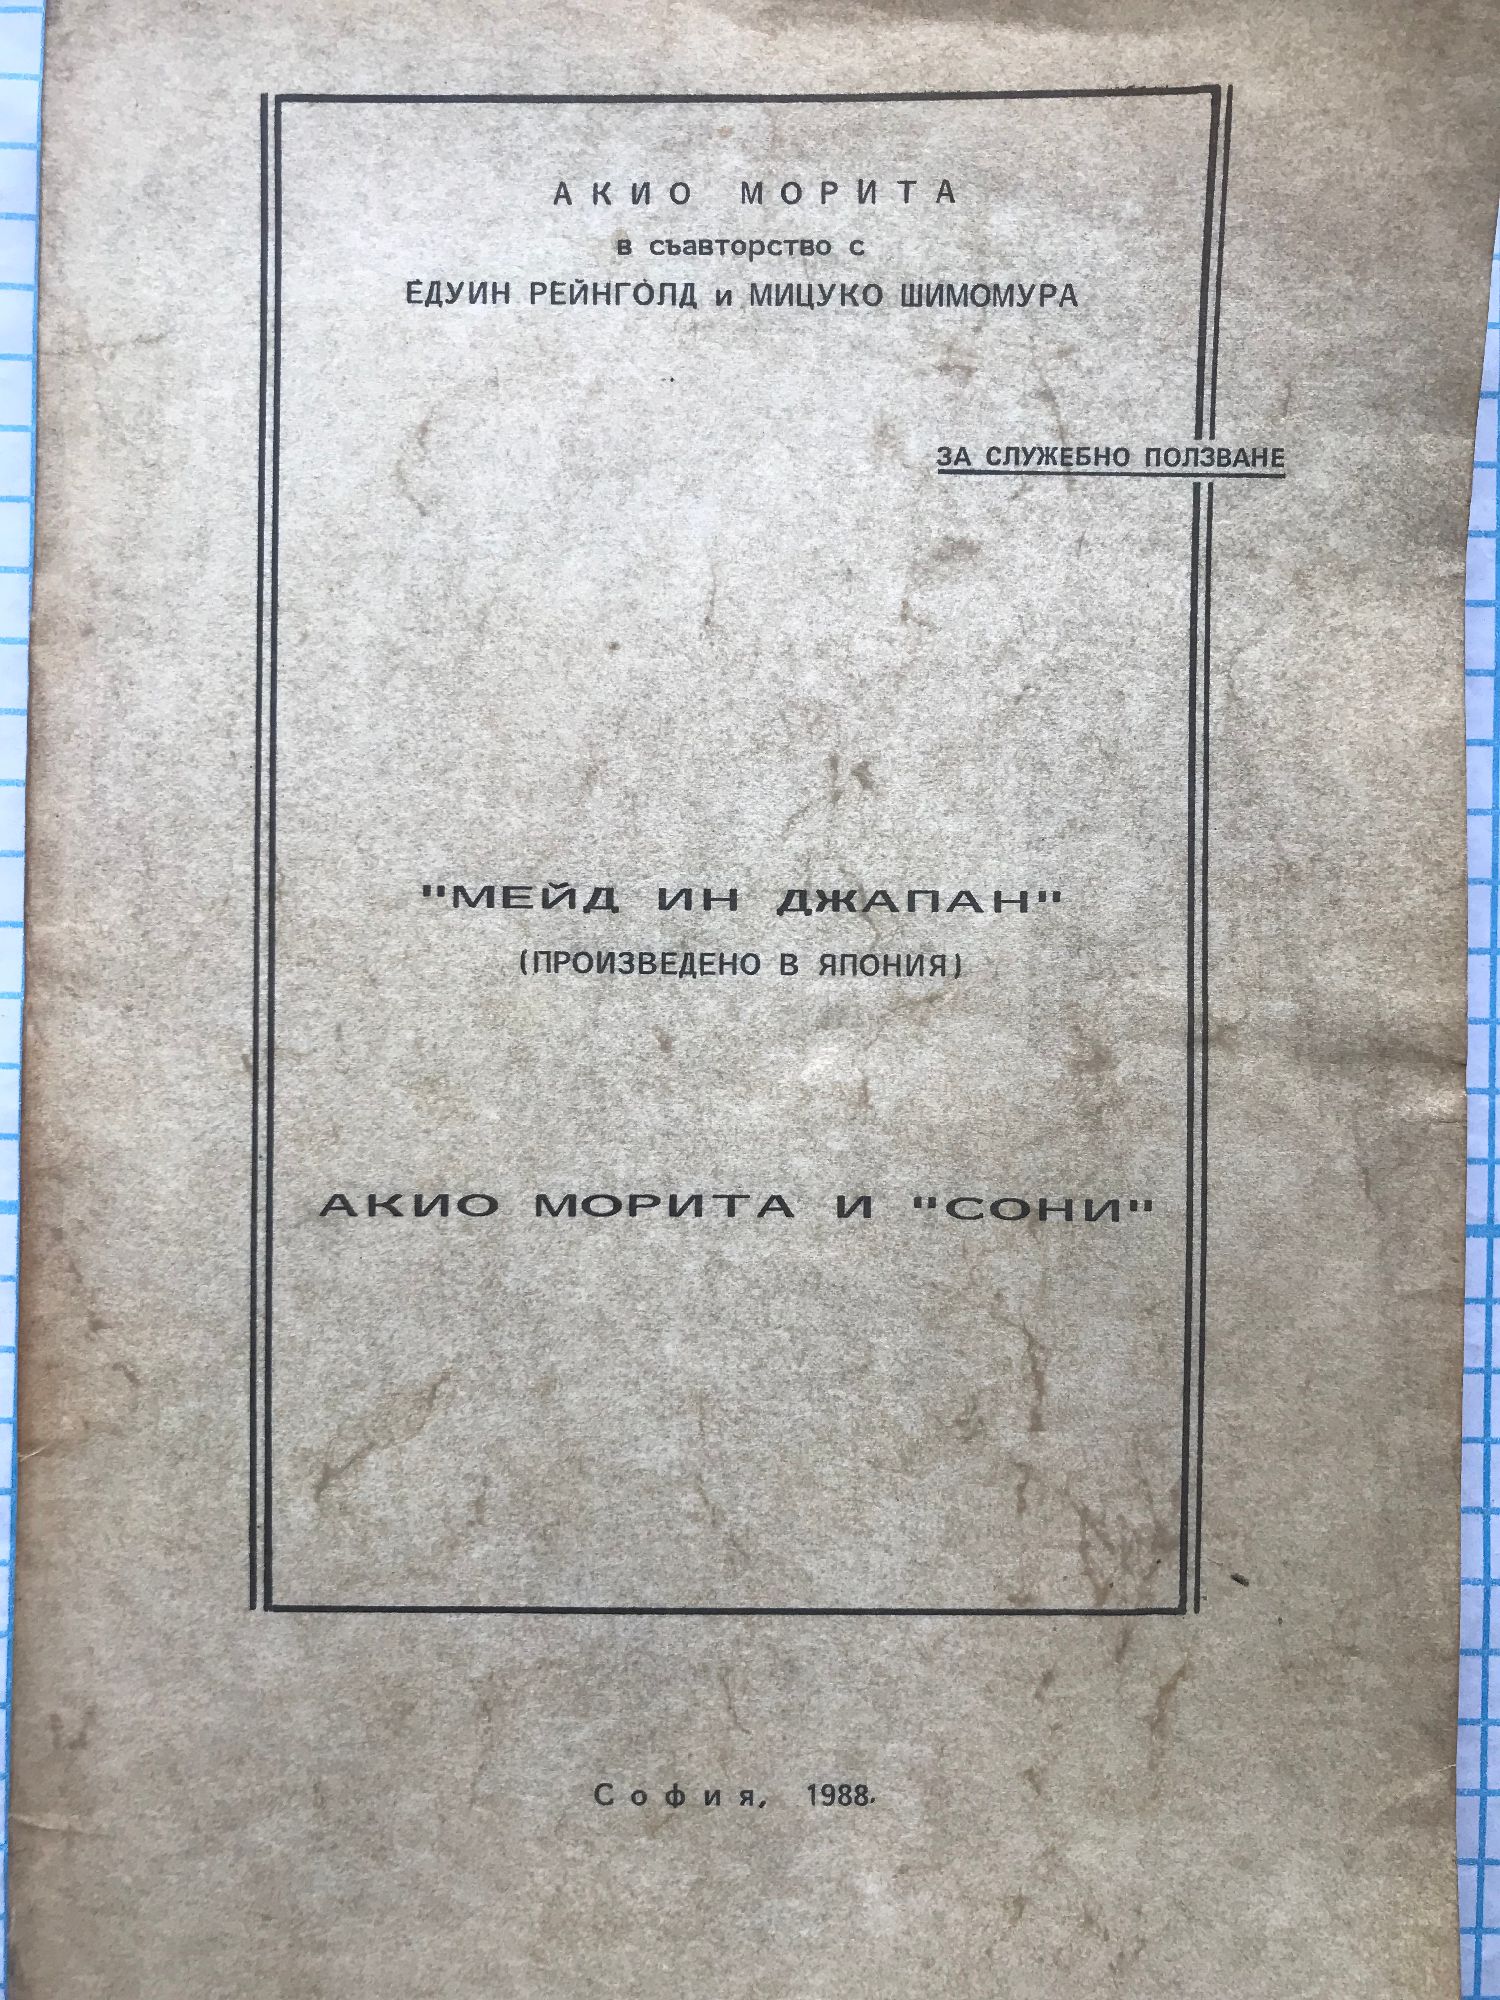 АКИО МОРИТА
в съавторство с
ЕДУИН РЕЙНГОЛД и МИЦУКО ШИМОМУРА
ЗА СЛУЖЕБНО ПОЛЗВАНЕ
"МЕЙД ИН ДЖАПАН"
(ПРОИЗВЕДЕНО В ЯПОНИЯ)
АКИО МОРИТА И "СОНИ"
София, 1988.